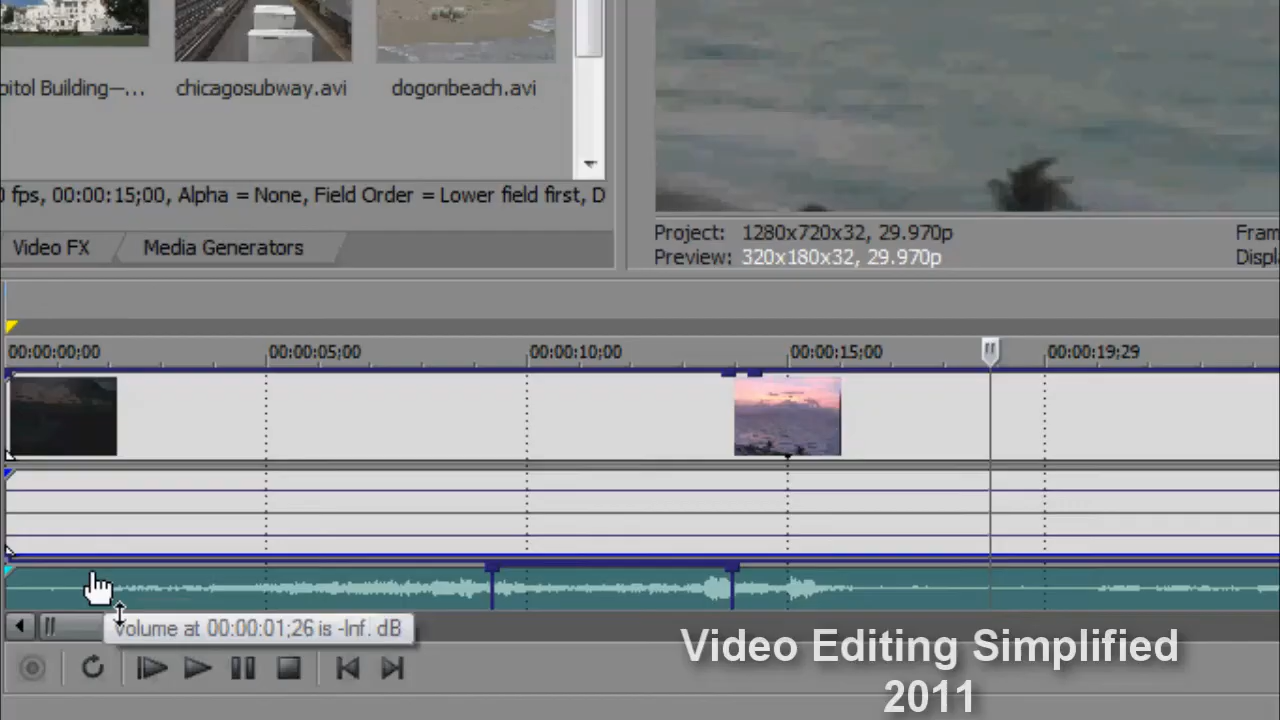 itol Building—...
chicagosubway.avi
dogonbeach.avi
fps, 00:00:15;00, Alpha = None, Field Order = Lower field first, D
Video FX
Media Generators
Project: 1280x720x32, 29.970p
Preview: 320x180x32, 29.970p
Fram
Displ
00:00:00;00
00:00:05;00
00:00:10;00
00:00:15;00
00:00:19;29
Volume at 00:00:01;26 is -Inf. dB
Video Editing Simplified
2011